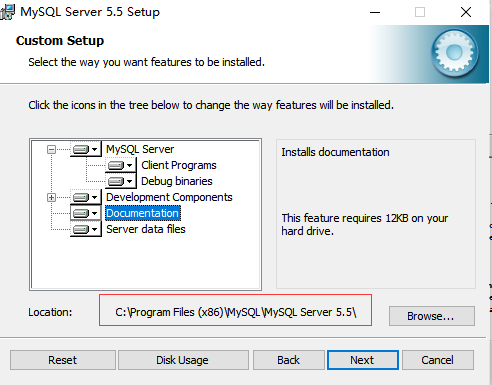 MySQL Server 5.5 Setup
Custom Setup
Select the way you want features to be installed.
Click the icons in the tree below to change the way features will be installed.
MySQL Server
Client Programs
Debug binaries
Development Components
Documentation
Server data files
Installs documentation
This feature requires 12KB on your
hard drive.
Location:
C:\Program Files (x86)\MySQL\MySQL Server 5.5\
Browse...
Reset
Disk Usage
Back
Next
Cancel